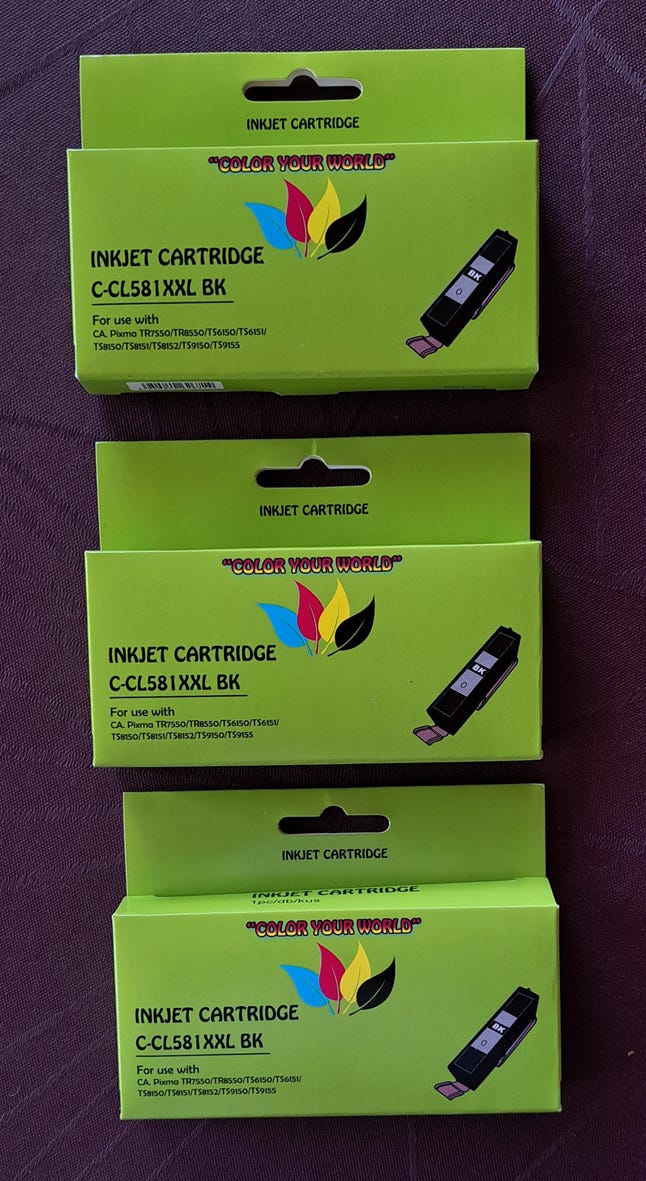 INKJET CARTRIDGE
"COLOR YOUR WORLD"
INKJET CARTRIDGE
C-CL581XXL BK
For use with
CA. Pixma TR7550/TR8550/TS6150/TS6151/
TS8150/TS8151/TS8152/TS9150/TS9155
BK
INKJET CARTRIDGE
"COLOR YOUR WORLD"
INKJET CARTRIDGE
C-CL581XXL BK
For use with
CA. Pixma TR7550/TR8550/TS6150/TS6151/
TS8150/TS8151/TS8152/TS9150/TS9155
BK
INKJET CARTRIDGE
INKJET CARTRIDGE
1pc/db/kus
"COLOR YOUR WORLD"
INKJET CARTRIDGE
C-CL581XXL BK
For use with
CA. Pixma TR7550/TR8550/TS6150/TS6151/
TS8150/TS8151/TS8152/TS9150/TS9155
BK